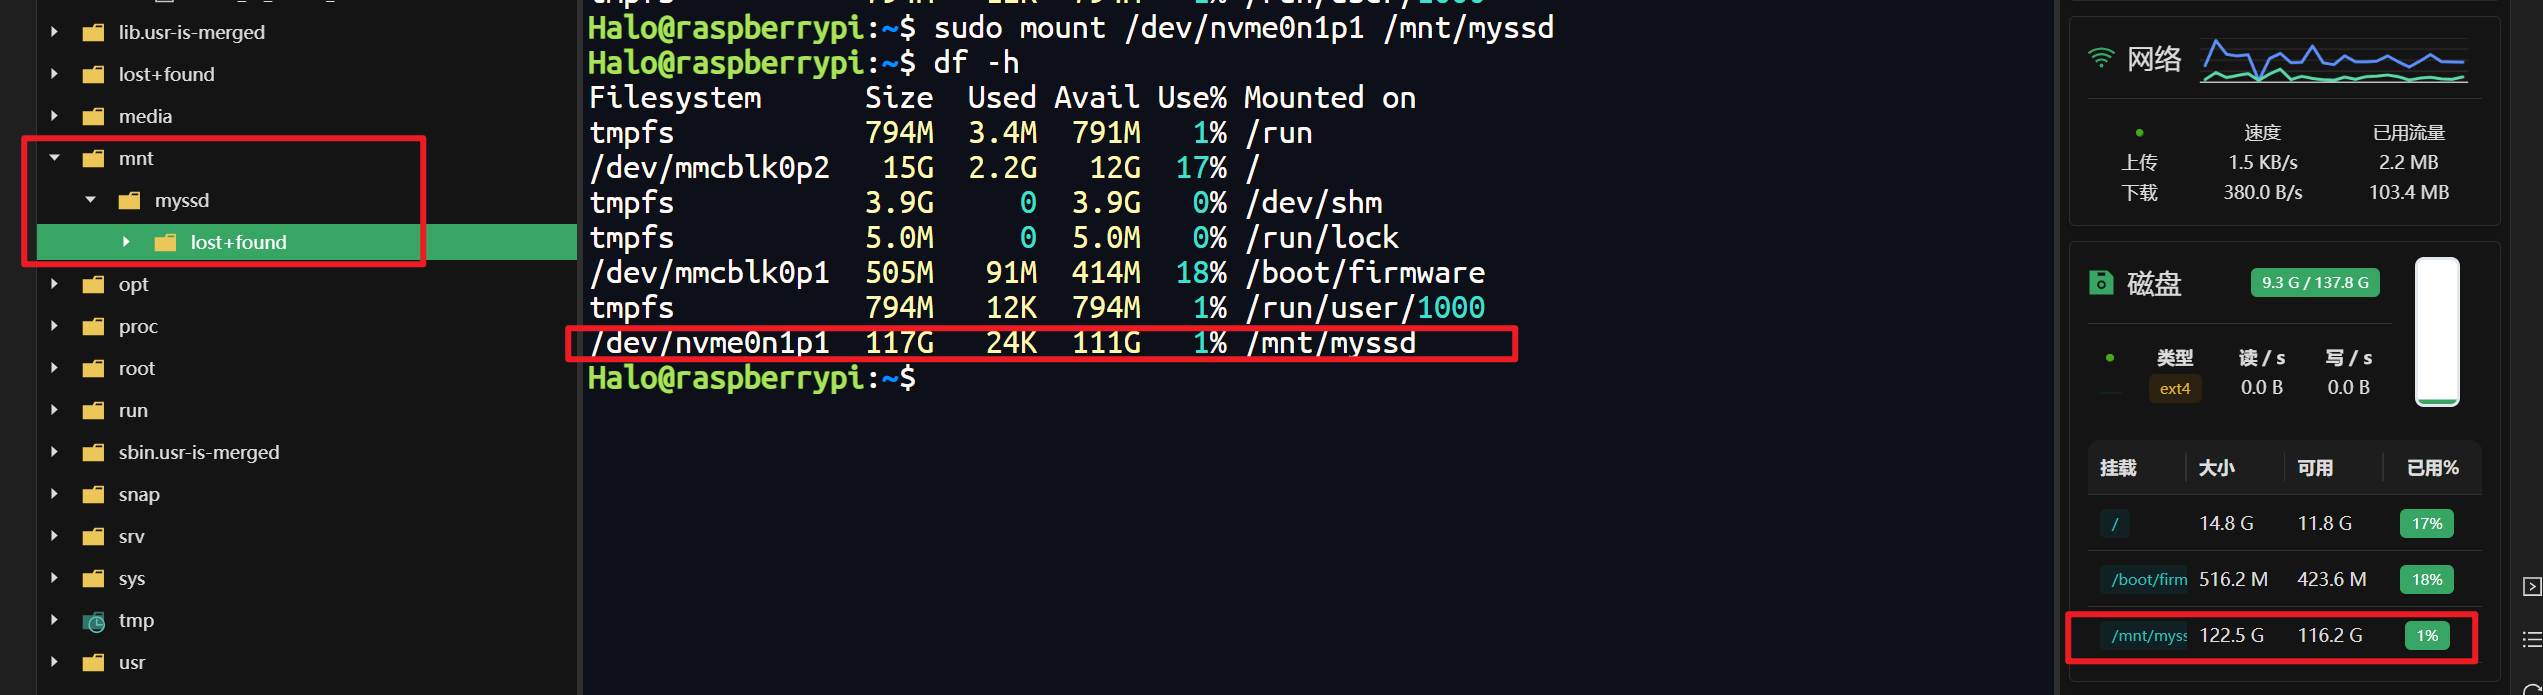 lib.usr-is-merged
lost+found
media
mnt
myssd
lost+found
opt
proc
root
run
sbin.usr-is-merged
snap
srv
sys
tmp
usr
Halo@raspberrypi:~$ sudo mount /dev/nvme0n1p1 /mnt/myssd
Halo@raspberrypi:~$ df -h
Filesystem Size Used Avail Use% Mounted on
tmpfs 794M 3.4M 791M 1% /run
/dev/mmcblk0p2 15G 2.2G 12G 17% /
tmpfs 3.9G 0 3.9G 0% /dev/shm
tmpfs 5.0M 0 5.0M 0% /run/lock
/dev/mmcblk0p1 505M 91M 414M 18% /boot/firmware
tmpfs 794M 12K 794M 1% /run/user/1000
/dev/nvme0n1p1 117G 24K 111G 1% /mnt/myssd
Halo@raspberrypi:~$
网络
速度 已用流量
上传 1.5 KB/s 2.2 MB
下载 380.0 B/s 103.4 MB
磁盘 9.3 G / 137.8 G
类型 读 / s 写 / s
ext4 0.0 B 0.0 B
挂载 大小 可用 已用%
/ 14.8 G 11.8 G 17%
/boot/firm 516.2 M 423.6 M 18%
/mnt/myss 122.5 G 116.2 G 1%